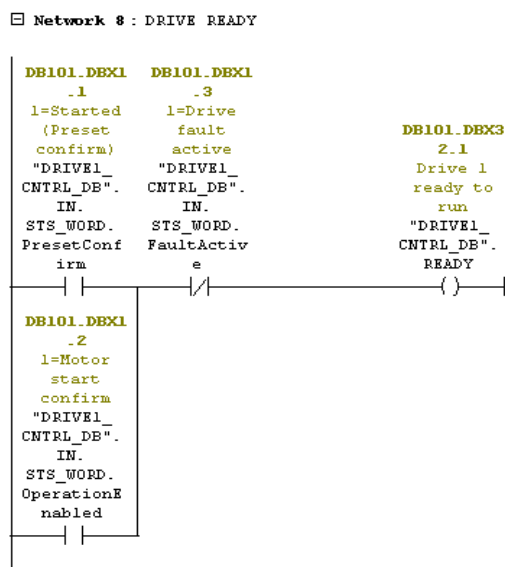 Network 8 : DRIVE READY
DB101.DBX1
.1
1=Started
(Preset
confirm)
"DRIVE1_
CNTRL_DB".
IN.
STS_WORD.
PresetConf
irm
DB101.DBX1
.3
1=Drive
fault
active
"DRIVE1_
CNTRL_DB".
IN.
STS_WORD.
FaultActiv
e
DB101.DBX3
2.1
Drive 1
ready to
run
"DRIVE1_
CNTRL_DB".
READY
DB101.DBX1
.2
1=Motor
start
confirm
"DRIVE1_
CNTRL_DB".
IN.
STS_WORD.
OperationE
nabled